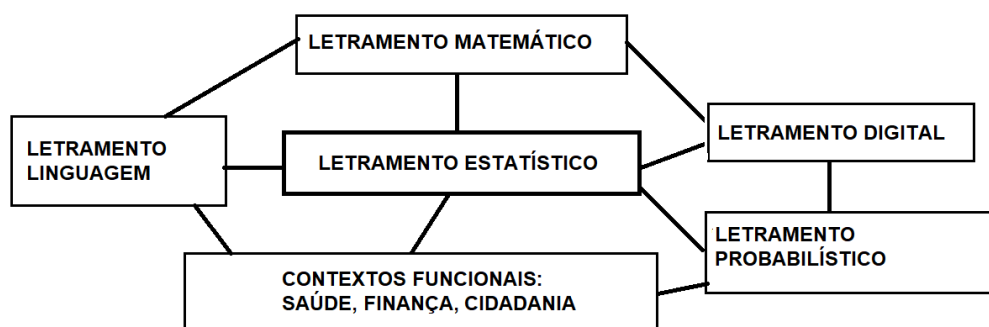 LETRAMENTO MATEMÁTICO
LETRAMENTO
LINGUAGEM
LETRAMENTO ESTATÍSTICO
LETRAMENTO DIGITAL
LETRAMENTO
PROBABILÍSTICO
CONTEXTOS FUNCIONAIS:
SAÚDE, FINANÇA, CIDADANIA